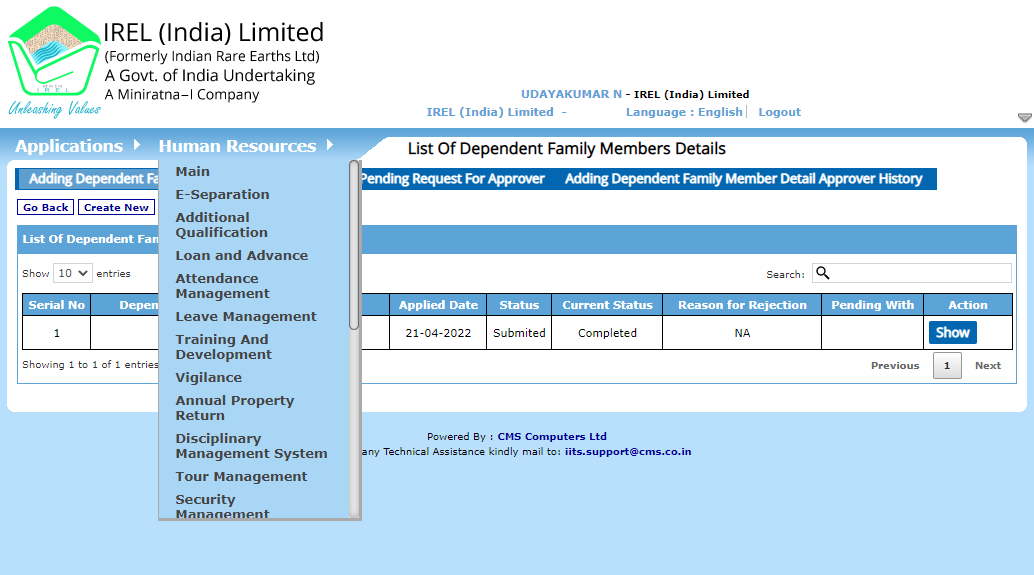 IREL (India) Limited
(Formerly Indian Rare Earths Ltd)
A Govt. of India Undertaking
A Miniratna-I Company
IREL
Unleashing Values
UDAYAKUMAR N - IREL (India) Limited
IREL (India) Limited -
Language : English
Logout
Applications
Human Resources
List Of Dependent Family Members Details
Main
E-Separation
Additional
Qualification
Loan and Advance
Attendance
Management
Leave Management
Training And
Development
Vigilance
Annual Property
Return
Disciplinary
Management System
Tour Management
Security
Management
Adding Dependent Fa
Pending Request For Approver
Adding Dependent Family Member Detail Approver History
Go Back
Create New
List Of Dependent Fam
Show 10 entries
Search:
Serial No Depen Applied Date Status Current Status Reason for Rejection Pending With Action
1 21-04-2022 Submited Completed NA Show
Showing 1 to 1 of 1 entries
Previous 1 Next
Powered By : CMS Computers Ltd
any Technical Assistance kindly mail to: iits.support@cms.co.in